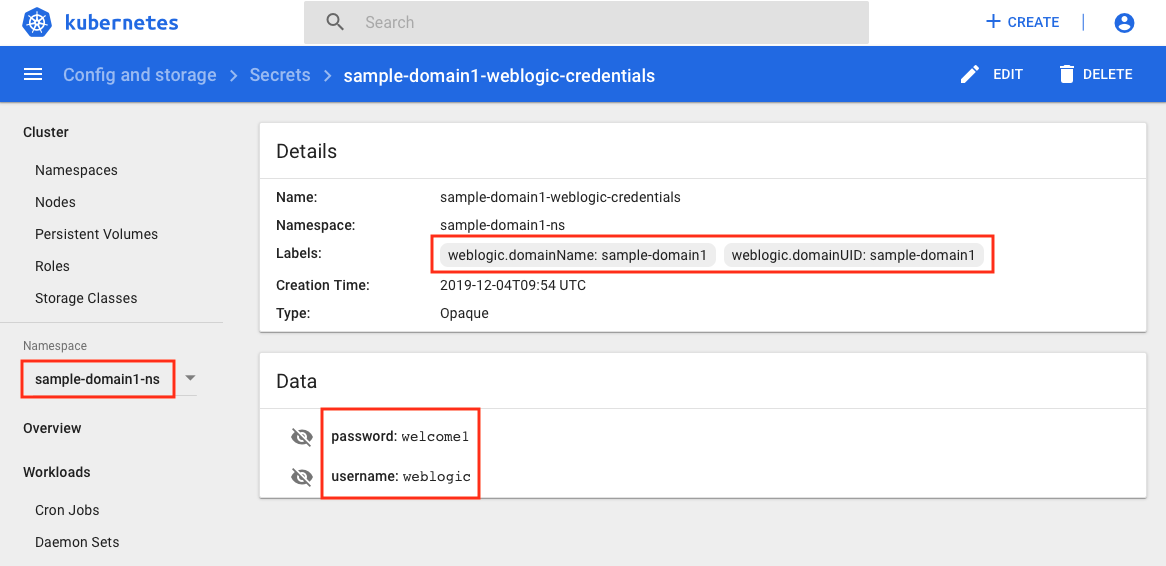 kubernetes Search CREATE
Config and storage Secrets sample-domain1-weblogic-credentials EDIT DELETE
Cluster
Namespaces
Nodes
Persistent Volumes
Roles
Storage Classes
Namespace
sample-domain1-ns
Overview
Workloads
Cron Jobs
Daemon Sets
Details
Name: sample-domain1-weblogic-credentials
Namespace: sample-domain1-ns
Labels: weblogic.domainName: sample-domain1 weblogic.domainUID: sample-domain1
Creation Time: 2019-12-04T09:54 UTC
Type: Opaque
Data
password: welcome1
username: weblogic